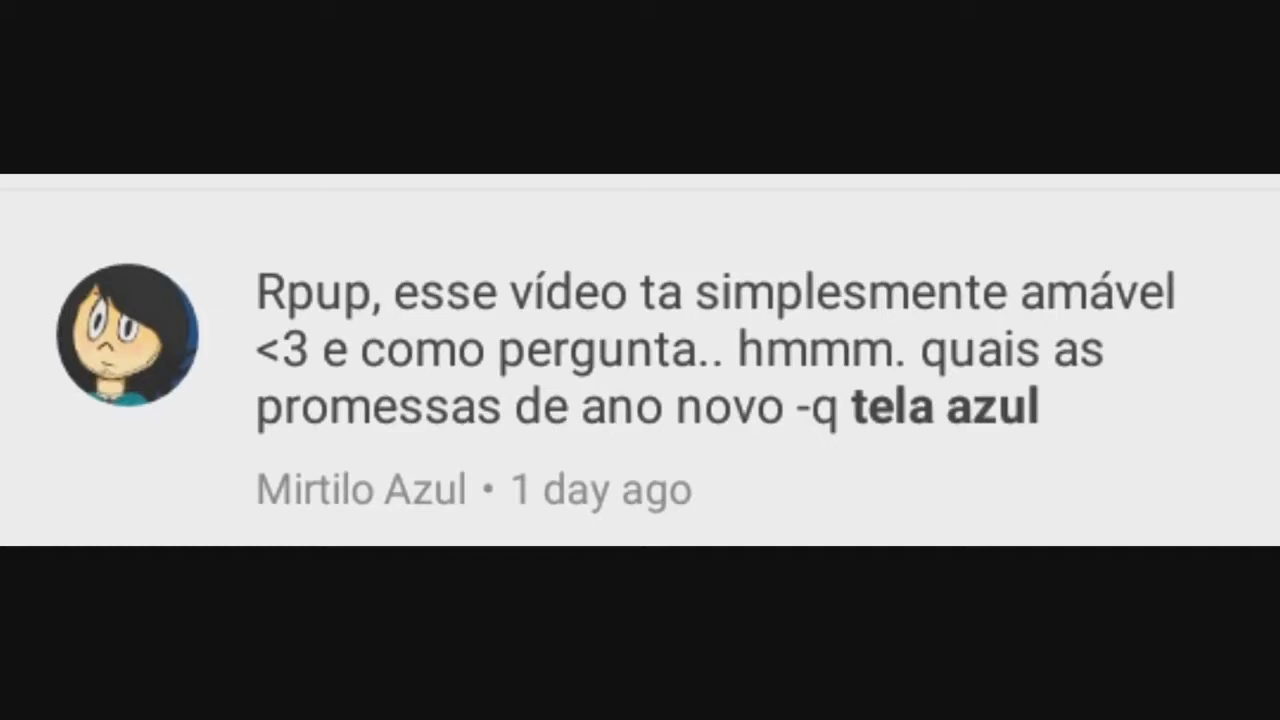 Rpup, esse vídeo ta simplesmente amável
<3 e como pergunta.. hmmm. quais as
promessas de ano novo -q tela azul
Mirtilo Azul • 1 day ago